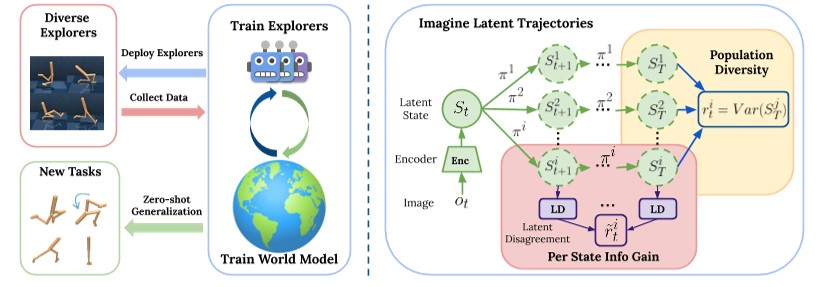 Diverse
Explorers
Deploy Explorers
Collect Data
New Tasks
Zero-shot
Generalization
Train Explorers
Train World Model
Imagine Latent Trajectories
Latent
State
Encoder
Image
S_t
Enc
o_t
π^1
π^2
π^i
S^1_{t+1} ... π^1 S^1_T
S^2_{t+1} ... π^2 S^2_T
S^i_{t+1} ... π^i S^i_T
Population
Diversity
r^i_t = Var(S^j_T)
LD ... LD
Latent
Disagreement
r̃^i_t
Per State Info Gain